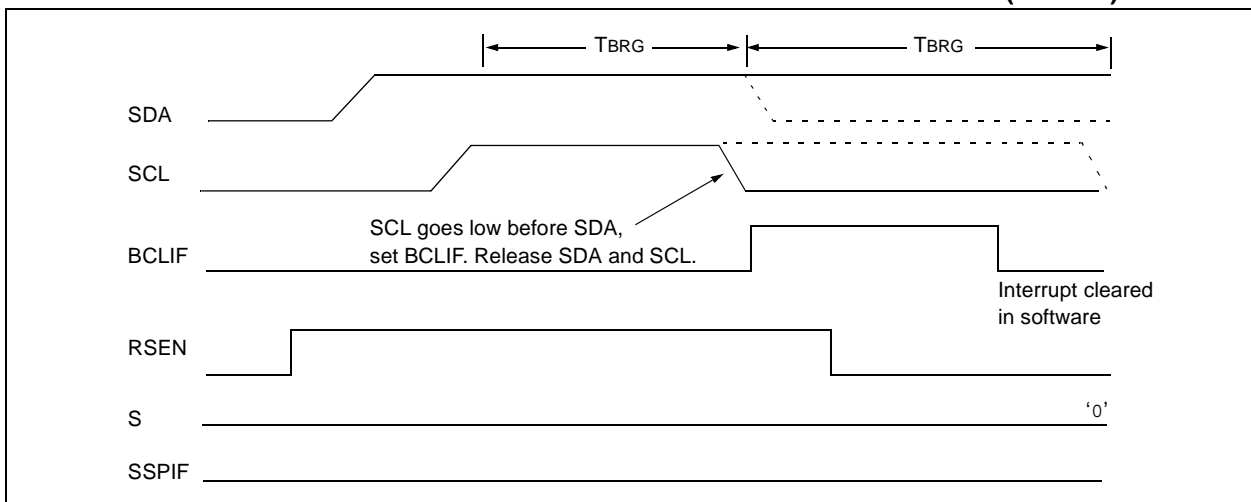 TBRG
TBRG
SDA
SCL
SCL goes low before SDA,
set BCLIF. Release SDA and SCL.
BCLIF
Interrupt cleared
in software
RSEN
S
‘0’
SSPIF